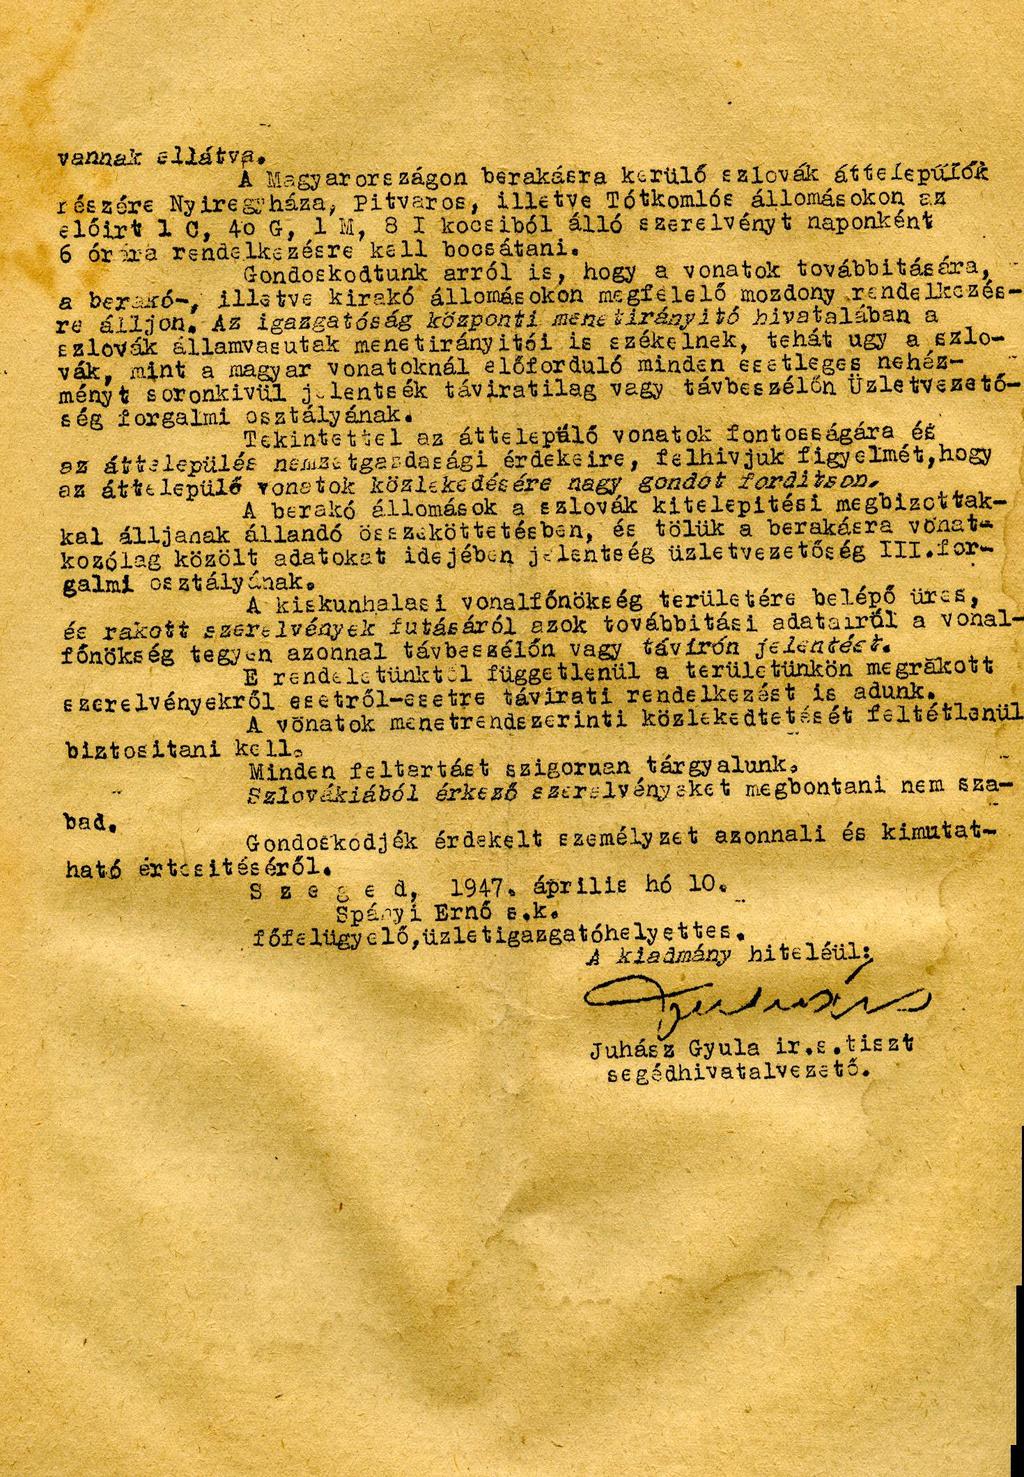 vannak ellátva.
A Magyarországon berakásra kerülő szlovák áttelepülők
részére Nyiregyháza, Pitvaros, illetve Tótkomlós állomásokon az
előirt 1 C, 4o G, 1 M, 8 I kocsiból álló szerelvényt naponként
6 órára rendelkezésre kell bocsátani.
Gondoskodtunk arról is, hogy a vonatok továbbitására,
a berakó-, illetve kirakó állomásokon megfelelő mozdony rendelkezés-
re álljon. Az igazgatóság központi menetirányitó hivatalában a
szlovák államvasutak menetirányitói is székelnek, tehát ugy a szlo-
vák, mint a magyar vonatoknál előforduló minden esetleges nehéz-
ményt soronkivül jelentsék táviratilag vagy távbeszélőn Üzletvezető-
ség forgalmi osztályának.
Tekintettel az áttelepülő vonatok fontosságára és
az áttelepülés nemzetgazdasági érdekeire, felhivjuk figyelmét,hogy
az áttelepülő vonatok közlekedésére nagy gondot forditson.
A berakó állomások a szlovák kitelepitési megbizottak-
kal álljanak állandó összeköttetésben, és tőlük a berakásra vonat-
kozólag közölt adatokat idejében jelentség üzletvezetőség III.for-
galmi osztályának.
A kiskunhalasi vonalfőnökség területére belépő üres,
és rakott szerelvények futásáról azok továbbitási adatairól a vonal-
főnökség tegyen azonnal távbeszélőn vagy távirón jelentést.
E rendeletünktől függetlenül a területünkön megrakott
szerelvényekről esetről-esetre távirati rendelkezést is adunk.
A vonatok menetrendszerinti közlekedtetését feltétlenül
biztositani kell.
Minden feltartást szigoruan tárgyalunk.
Szlovákiából érkező szerelvényeket megbontani nem sza-
bad.
Gondoskodjék érdekelt személyzet azonnali és kimutat-
ható értesitéséről.
S z e g e d, 1947. április hó 10.
Spányi Ernő s.k.
főfelügyelő,üzletigazgatóhelyettes.
A kiadmány hiteléül:
Juhász Gyula ir.s.tiszt
segédhivatalvezető.